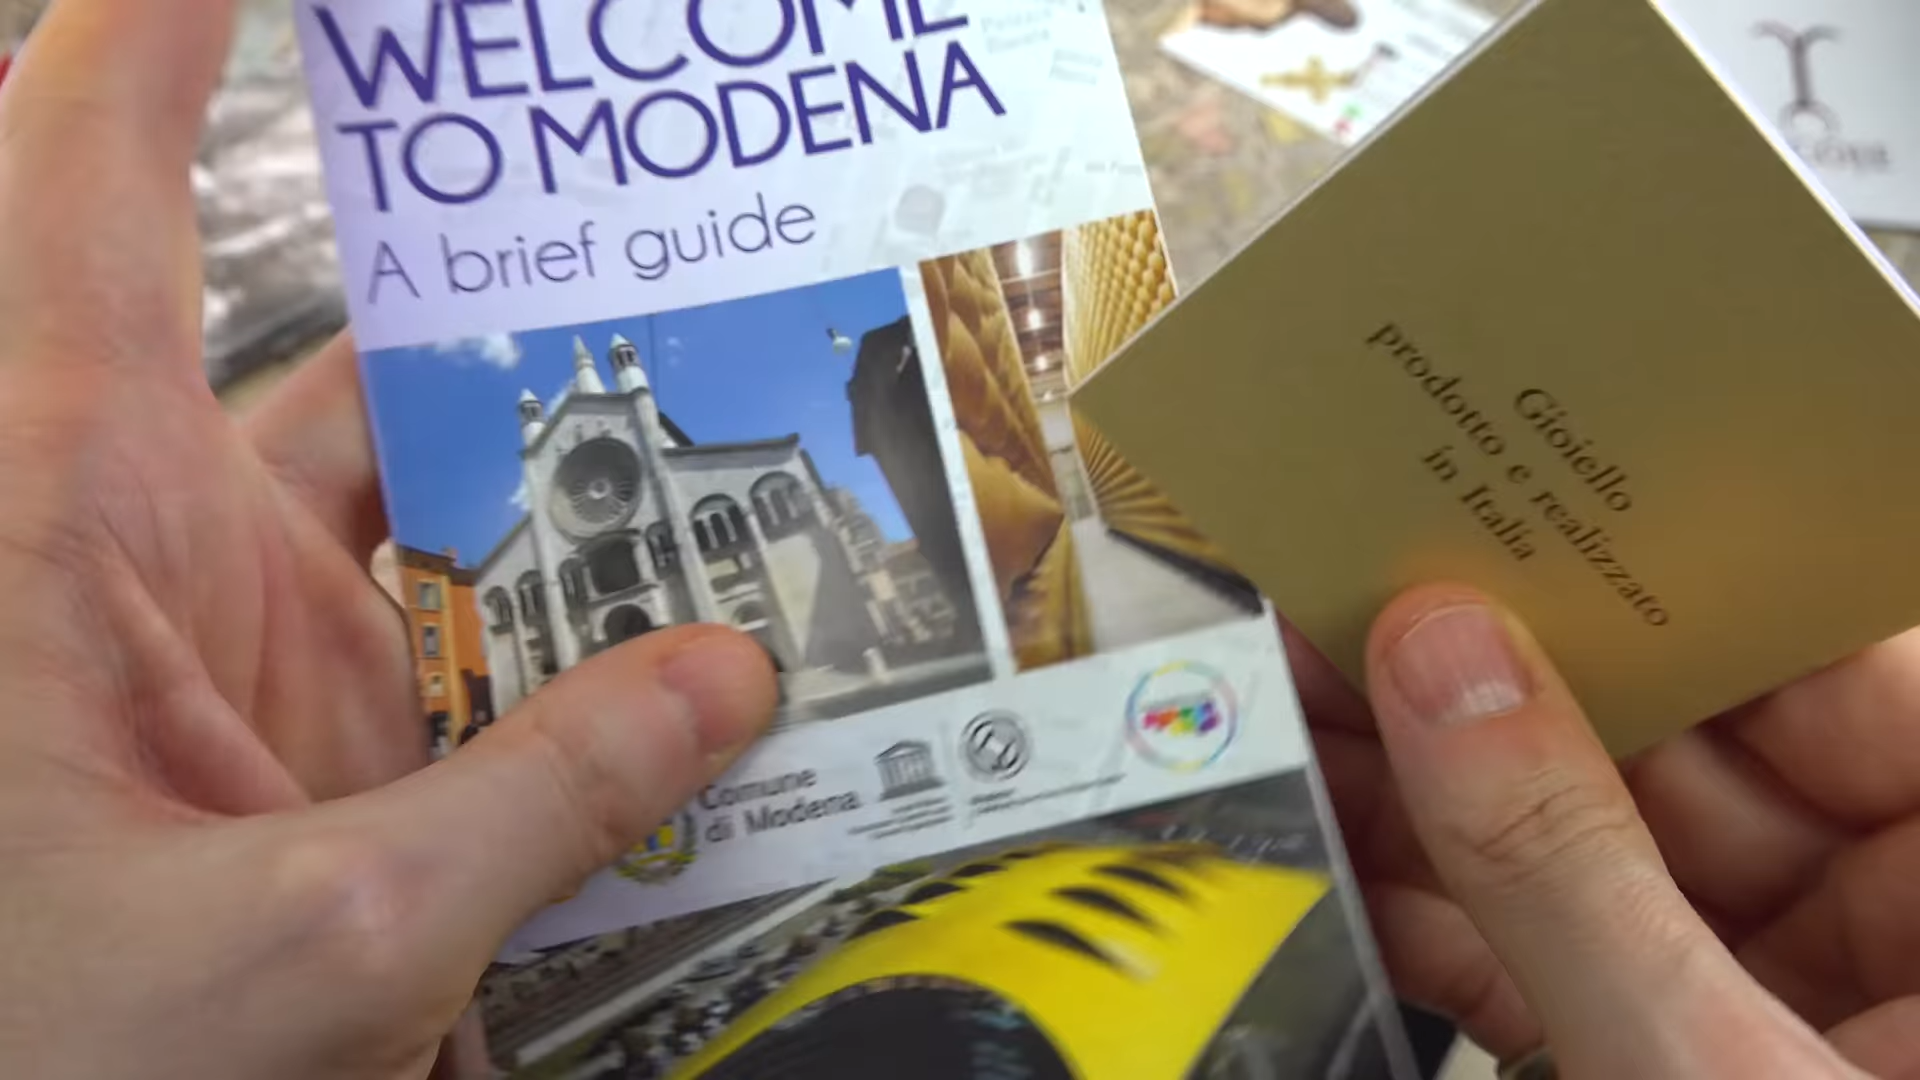 WELCOME
TO MODENA
A brief guide
Comune
di Modena
Gioiello
prodotto e realizzato
in Italia